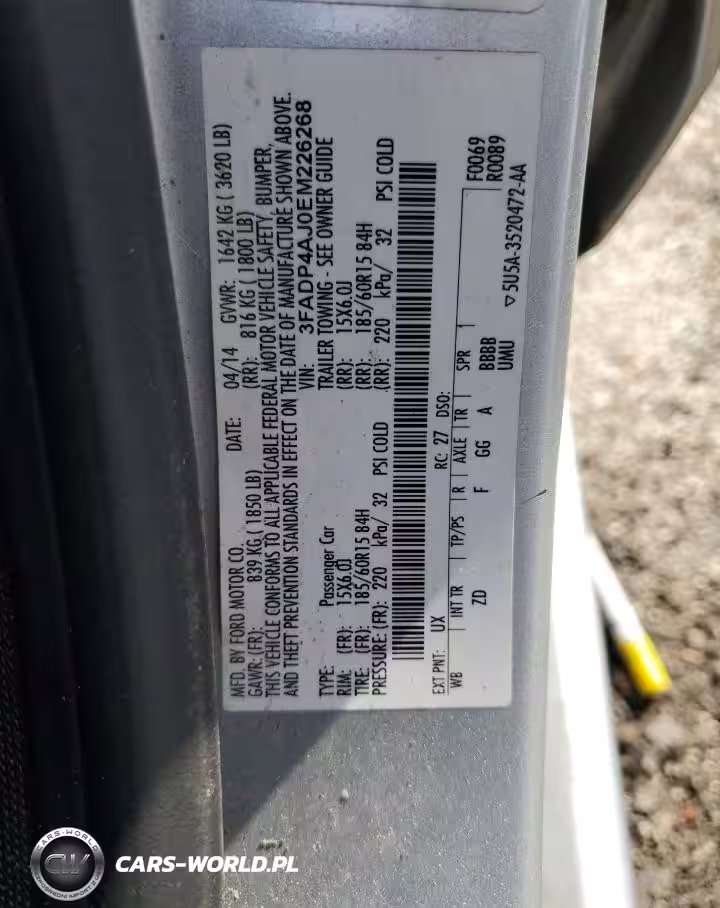 MFD. BY FORD MOTOR CO. DATE: 04/14 GVWR: 1642 KG ( 3620 LB)
GAWR: (FR): 839 KG ( 1850 LB) (RR): 816 KG ( 1800 LB)
THIS VEHICLE CONFORMS TO ALL APPLICABLE FEDERAL MOTOR VEHICLE SAFETY, BUMPER,
AND THEFT PREVENTION STANDARDS IN EFFECT ON THE DATE OF MANUFACTURE SHOWN ABOVE.
VIN: 3FADP4AJ0EM226268
TYPE: Passenger Car TRAILER TOWING - SEE OWNER GUIDE
RIM: (FR): 15X6.0J (RR): 15X6.0J
TIRE: (FR): 185/60R15 84H (RR): 185/60R15 84H
PRESSURE: (FR): 220 kPa/ 32 PSI COLD (RR): 220 kPa/ 32 PSI COLD
EXT PNT: UX RC: 27 DSO: F0069
WB INT TR TP/PS R AXLE TR SPR R0089
ZD F GG A BBBB
UMU
▽5U5A-3520472-AA
CARS-WORLD
CW
CARS-WORLD.PL